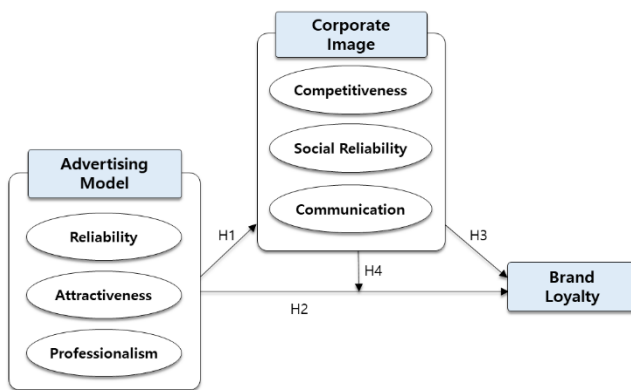 Corporate
Image
Competitiveness
Social Reliability
Communication
Advertising
Model
Reliability
Attractiveness
Professionalism
H1
H3
H4
H2
Brand
Loyalty